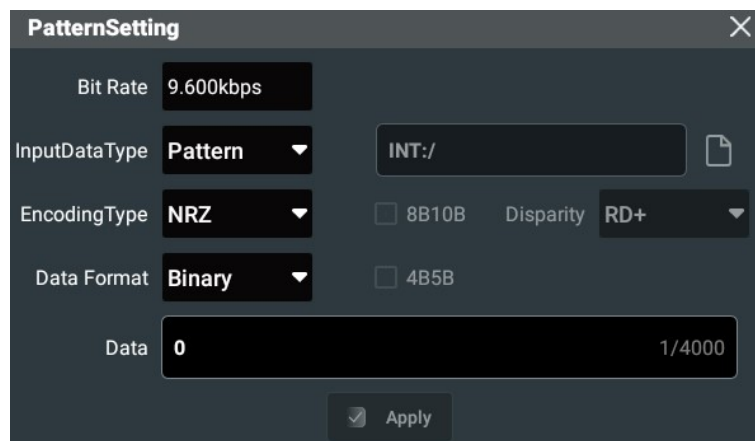 PatternSetting
Bit Rate 9.600kbps
InputDataType Pattern INT:/
EncodingType NRZ 8B10B Disparity RD+
Data Format Binary 4B5B
Data 0 1/4000
Apply